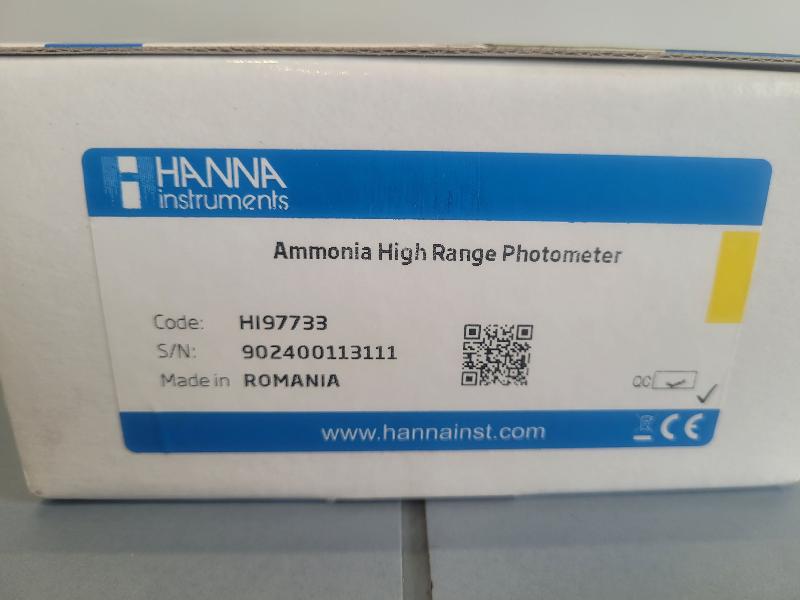 HANNA
instruments
Ammonia High Range Photometer
Code: HI97733
S/N: 902400113111
Made in ROMANIA
QC
www.hannainst.com
CE